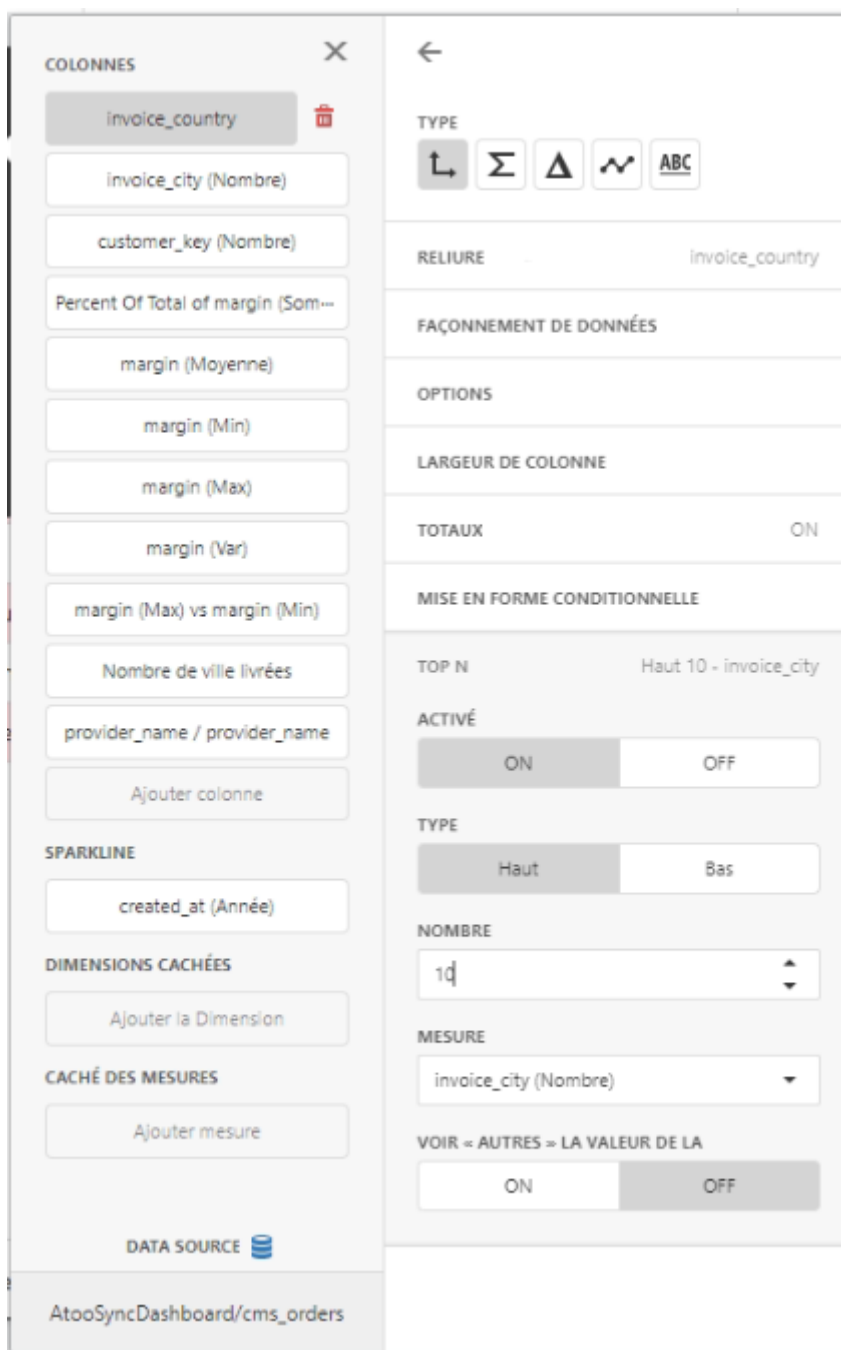 COLONNES
invoice_country
invoice_city (Nombre)
customer_key (Nombre)
Percent Of Total of margin (Som···
margin (Moyenne)
margin (Min)
margin (Max)
margin (Var)
margin (Max) vs margin (Min)
Nombre de ville livrées
provider_name / provider_name
Ajouter colonne
SPARKLINE
created_at (Année)
DIMENSIONS CACHÉES
Ajouter la Dimension
CACHÉ DES MESURES
Ajouter mesure
DATA SOURCE
AtooSyncDashboard/cms_orders
TYPE
ABC
RELIURE invoice_country
FAÇONNEMENT DE DONNÉES
OPTIONS
LARGEUR DE COLONNE
TOTAUX ON
MISE EN FORME CONDITIONNELLE
TOP N Haut 10 - invoice_city
ACTIVÉ
ON OFF
TYPE
Haut Bas
NOMBRE
10
MESURE
invoice_city (Nombre)
VOIR « AUTRES » LA VALEUR DE LA
ON OFF